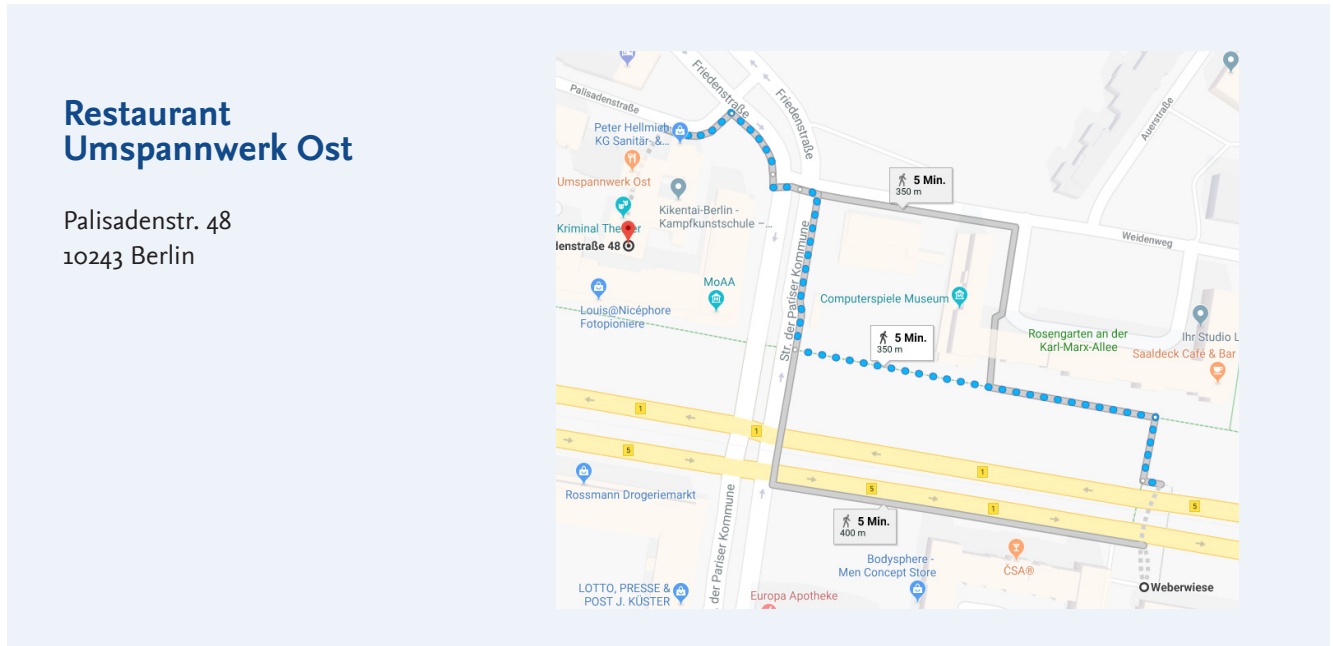 Restaurant
Umspannwerk Ost
Palisadenstr. 48
10243 Berlin
Friedenstraße
Palisadenstraße
Friedenstraße
Auerstraße
Peter Hellmich
KG Sanitär- &...
Umspannwerk Ost
5 Min.
350 m
Kikentai-Berlin -
Kampfkunstschule –...
Kriminal Theater
lenstraße 48
Weidenweg
MoAA
Str. der Pariser Kommune
Computerspiele Museum
Louis@Nicéphore
Fotopioniere
5 Min.
350 m
Rosengarten an der
Karl-Marx-Allee
Ihr Studio L
Saaldeck Café & Bar
1
1
5
1
5
1
5
Rossmann Drogeriemarkt
5 Min.
400 m
der Pariser Kommune
Bodysphere -
Men Concept Store
ČSA®
LOTTO, PRESSE &
POST J. KÜSTER
Europa Apotheke
Weberwiese